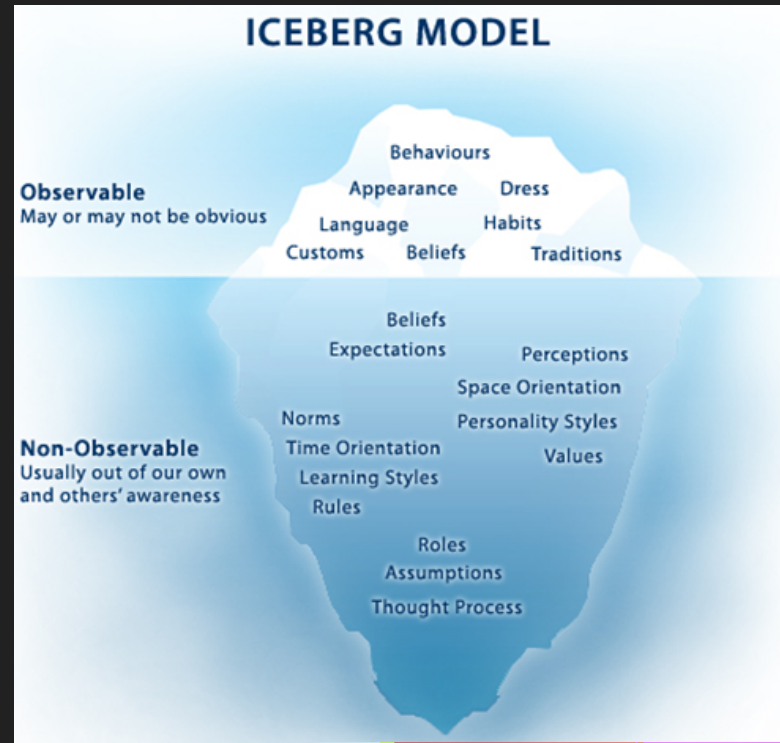 ICEBERG MODEL
Behaviours
Observable
May or may not be obvious
Appearance Dress
Language Habits
Customs Beliefs Traditions
Beliefs
Expectations Perceptions
Space Orientation
Norms Personality Styles
Non-Observable
Usually out of our own
and others' awareness
Time Orientation Values
Learning Styles
Rules
Roles
Assumptions
Thought Process